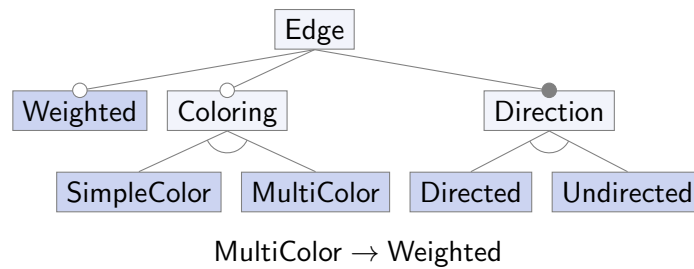 Edge
Weighted Coloring Direction
SimpleColor MultiColor Directed Undirected
MultiColor → Weighted